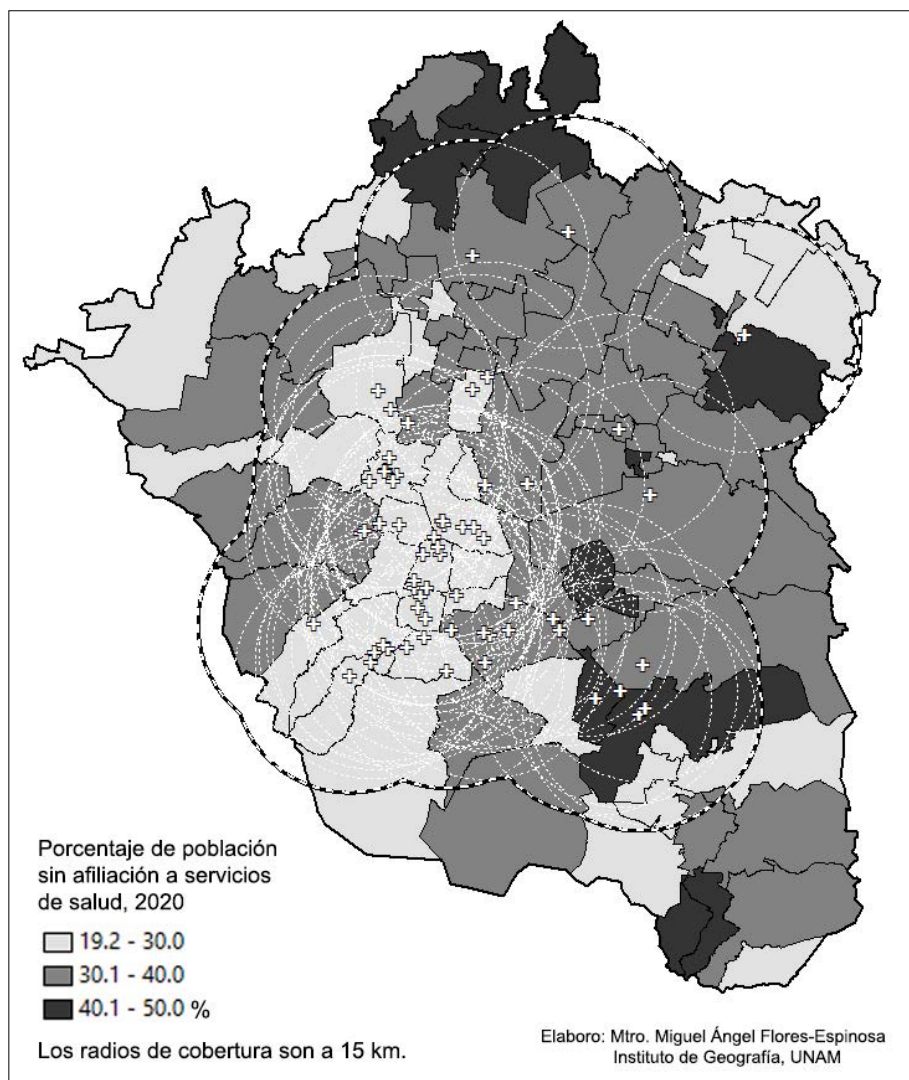 Porcentaje de población
sin afiliación a servicios
de salud, 2020
19.2 - 30.0
30.1 - 40.0
40.1 - 50.0 %
Los radios de cobertura son a 15 km.
Elaboro: Mtro. Miguel Ángel Flores-Espinosa
Instituto de Geografía, UNAM